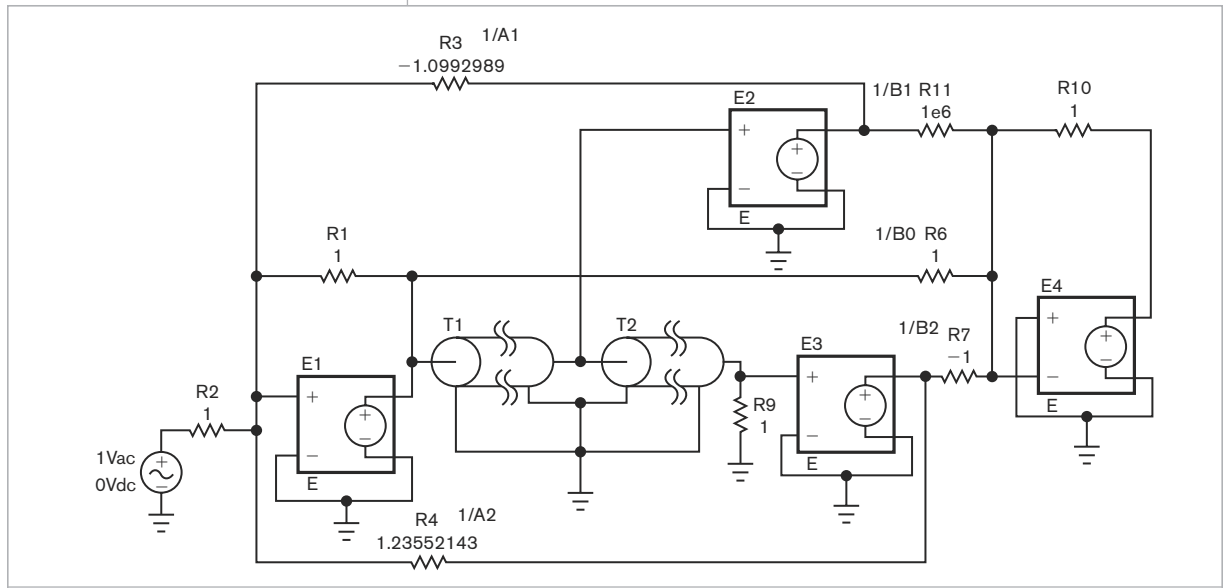 R3 1/A1
−1.0992989
E2
+
−
+
−
E
1/B1 R11
1e6
R10
1
R1
1
1/B0 R6
1
E4
+
−
+
−
E
T1
T2
1/B2 R7
−1
E3
+
−
+
−
E
E1
+
−
+
−
E
R2
1
R9
1
1Vac
0Vdc
+
−
R4 1/A2
1.23552143